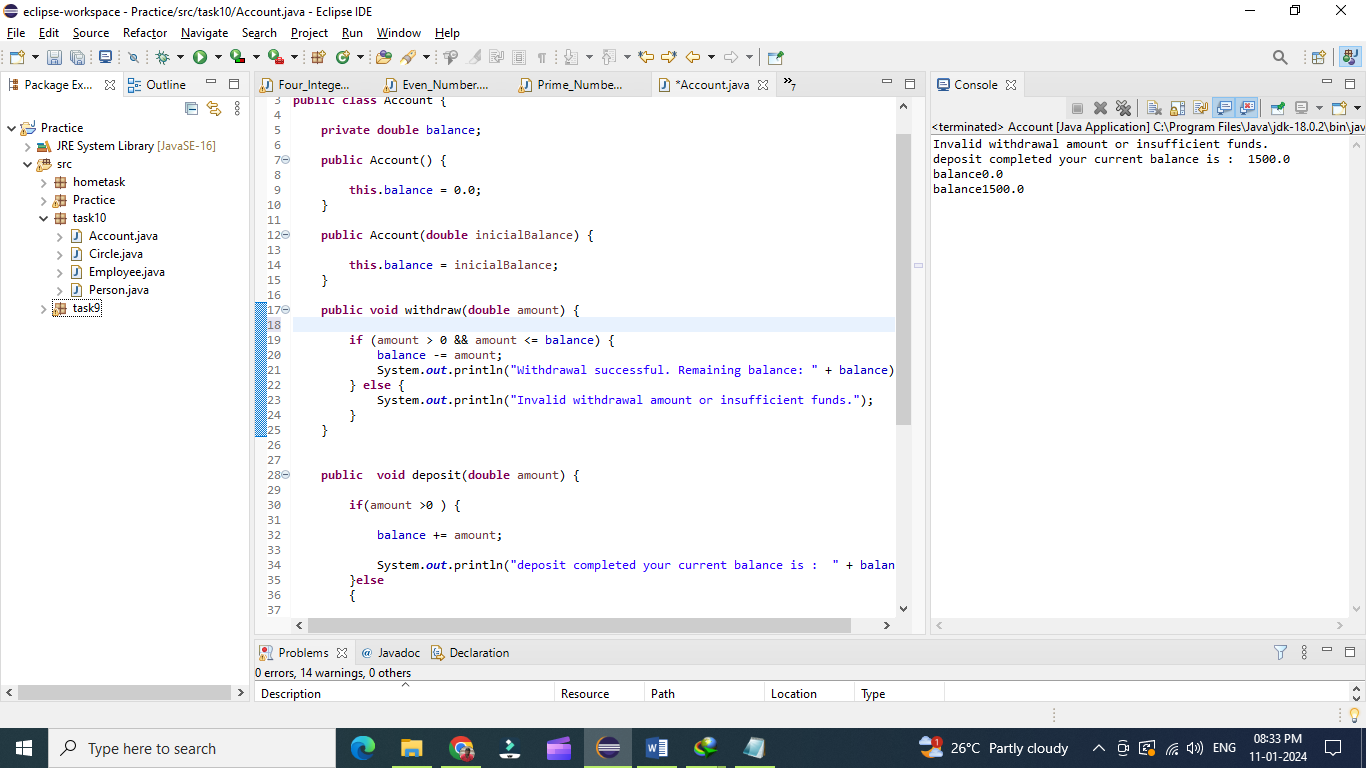 eclipse-workspace - Practice/src/task10/Account.java - Eclipse IDE
File Edit Source Refactor Navigate Search Project Run Window Help
Package Ex...
Outline
Practice
JRE System Library [JavaSE-16]
src
hometask
Practice
task10
Account.java
Circle.java
Employee.java
Person.java
task9
Four_Intege... Even_Number.... Prime_Numbe... *Account.java »7
3 public class Account {
4
5 private double balance;
6
7 public Account() {
8
9 this.balance = 0.0;
10 }
11
12 public Account(double inicialBalance) {
13
14 this.balance = inicialBalance;
15 }
16
17 public void withdraw(double amount) {
18
19 if (amount > 0 && amount <= balance) {
20 balance -= amount;
21 System.out.println("Withdrawal successful. Remaining balance: " + balance)
22 } else {
23 System.out.println("Invalid withdrawal amount or insufficient funds.");
24 }
25 }
26
27
28 public  void deposit(double amount) {
29
30 if(amount >0 ) {
31
32 balance += amount;
33
34 System.out.println("deposit completed your current balance is :  " + balan
35 }else
36 {
37
Console
<terminated> Account [Java Application] C:\Program Files\Java\jdk-18.0.2\bin\jav
Invalid withdrawal amount or insufficient funds.
deposit completed your current balance is :  1500.0
balance0.0
balance1500.0
Problems @ Javadoc Declaration
0 errors, 14 warnings, 0 others
Description Resource Path Location Type
Type here to search
26°C Partly cloudy
ENG
08:33 PM
11-01-2024